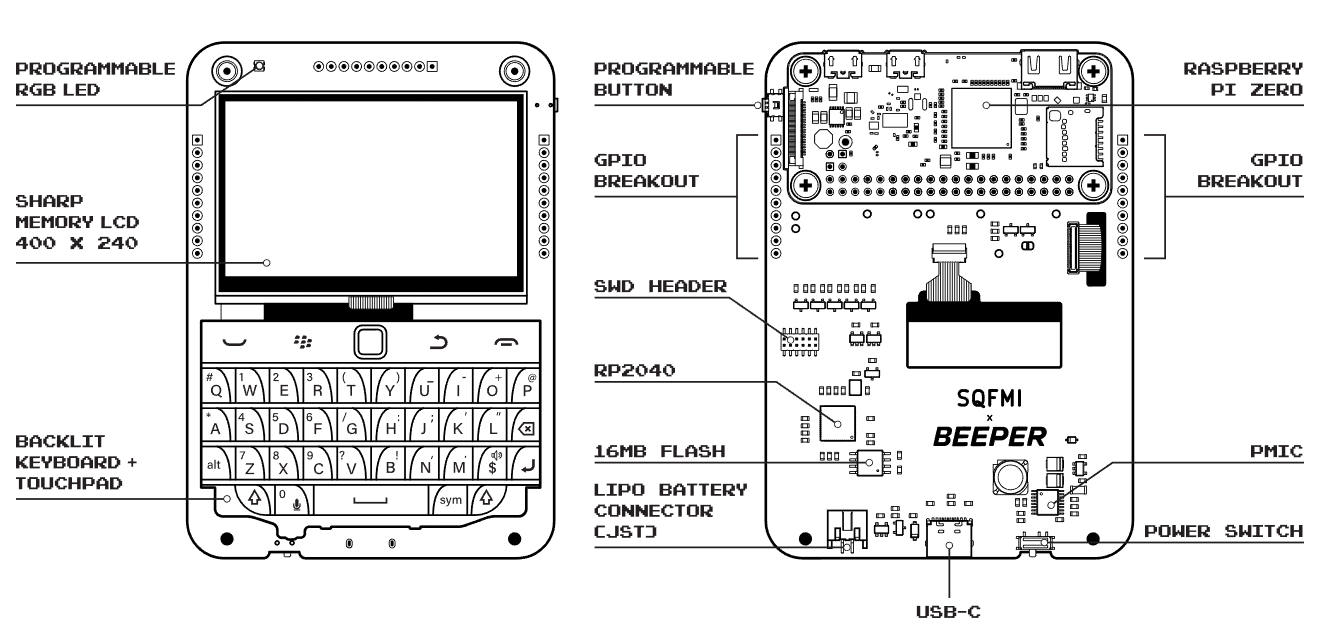 PROGRAMMABLE
RGB LED
SHARP
MEMORY LCD
400 X 240
BACKLIT
KEYBOARD +
TOUCHPAD
# 1 2 3 ( ) _ - + @
Q W E R T Y U I O P
* 4 5 6 / : ; ' "
A S D F G H J K L
alt 7 8 9 ? ! , . $
Z X C V B N M
0 sym
PROGRAMMABLE
BUTTON
GPIO
BREAKOUT
SWD HEADER
RP2040
16MB FLASH
LIPO BATTERY
CONNECTOR
(JST)
RASPBERRY
PI ZERO
GPIO
BREAKOUT
SQFMI
x
BEEPER
PMIC
POWER SWITCH
USB-C